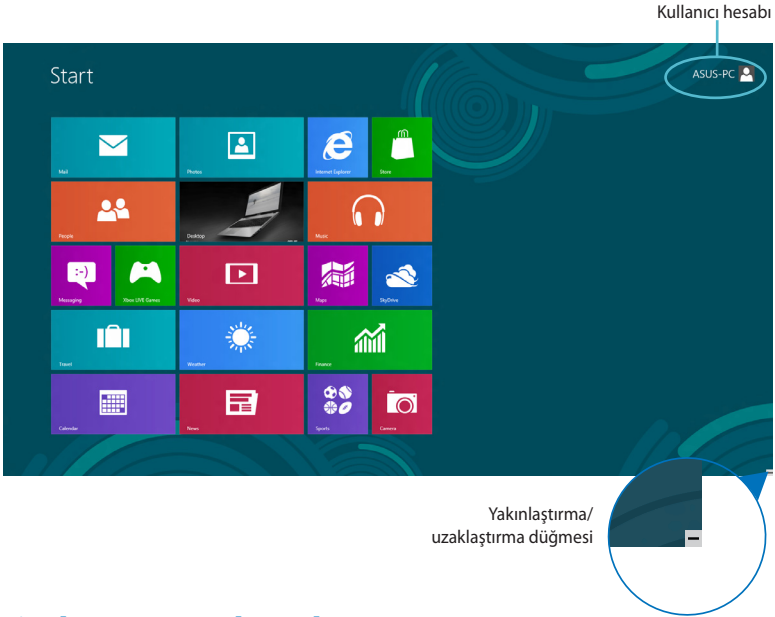 Kullanıcı hesabı
Start
ASUS-PC
Mail
Photos
Internet Explorer
Store
People
Desktop
Music
Messaging
Xbox LIVE Games
Video
Maps
SkyDrive
Travel
Weather
Finance
Calendar
News
Sports
Camera
Yakınlaştırma/
uzaklaştırma düğmesi